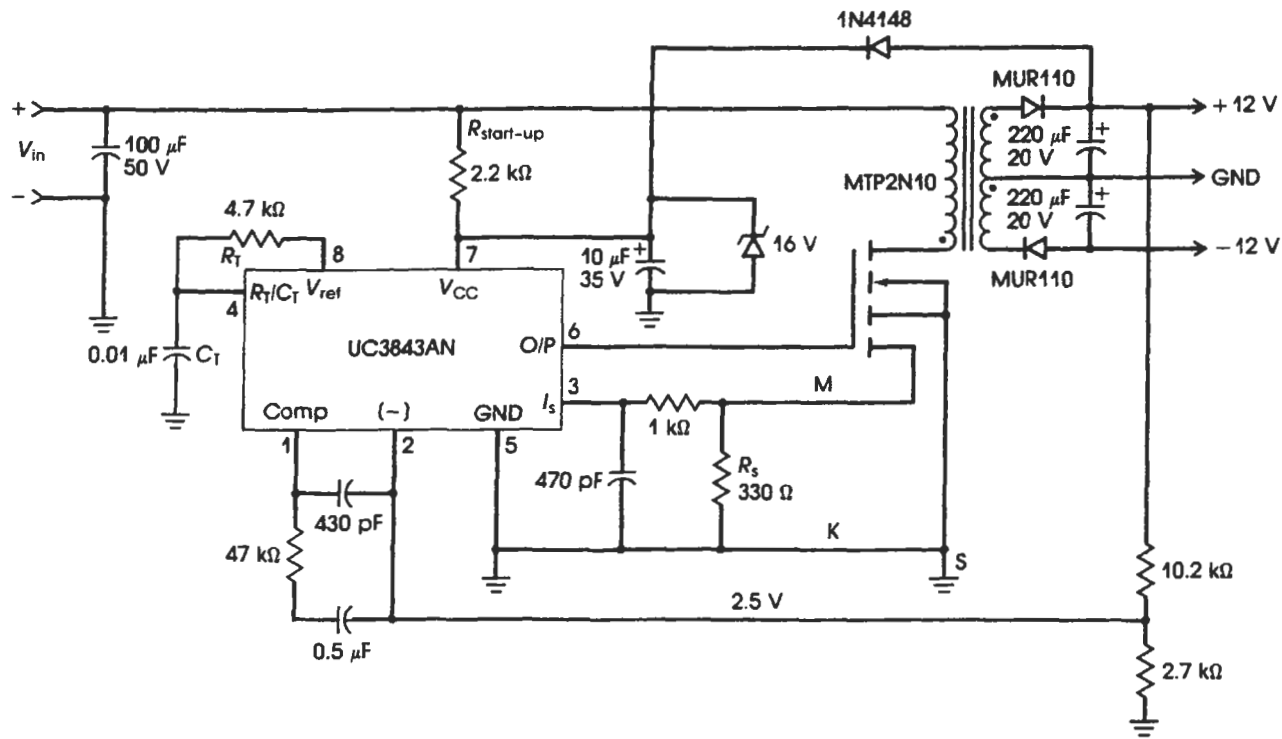 1N4148
MUR110
+
+12 V
V_in
100 µF
50 V
R_start-up
2.2 kΩ
220 µF
20 V
+
GND
MTP2N10
−
220 µF
20 V
+
4.7 kΩ
R_T
8
7
10 µF
35 V
+
16 V
−12 V
MUR110
R_T/C_T
V_ref
V_CC
4
6
0.01 µF
C_T
UC3843AN
O/P
3
M
Comp
(−)
GND
I_s
1
2
5
1 kΩ
470 pF
R_s
330 Ω
430 pF
K
47 kΩ
S
10.2 kΩ
2.5 V
0.5 µF
2.7 kΩ